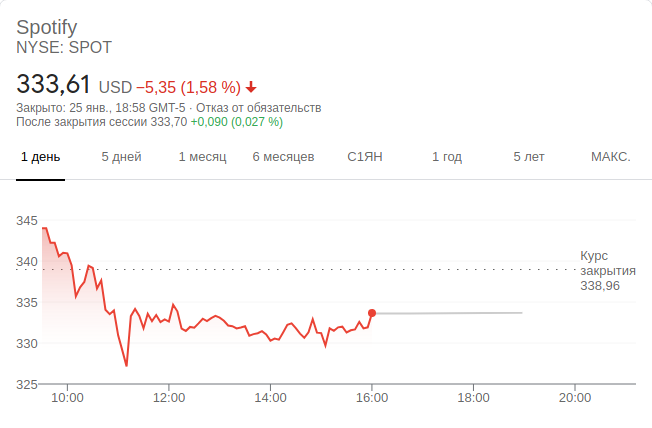 Spotify
NYSE: SPOT
333,61 USD −5,35 (1,58 %)
Закрыто: 25 янв., 18:58 GMT-5 · Отказ от обязательств
После закрытия сессии 333,70 +0,090 (0,027 %)
1 день 5 дней 1 месяц 6 месяцев С1ЯН 1 год 5 лет МАКС.
345
340
335
330
325
Курс
закрытия
338,96
10:00 12:00 14:00 16:00 18:00 20:00